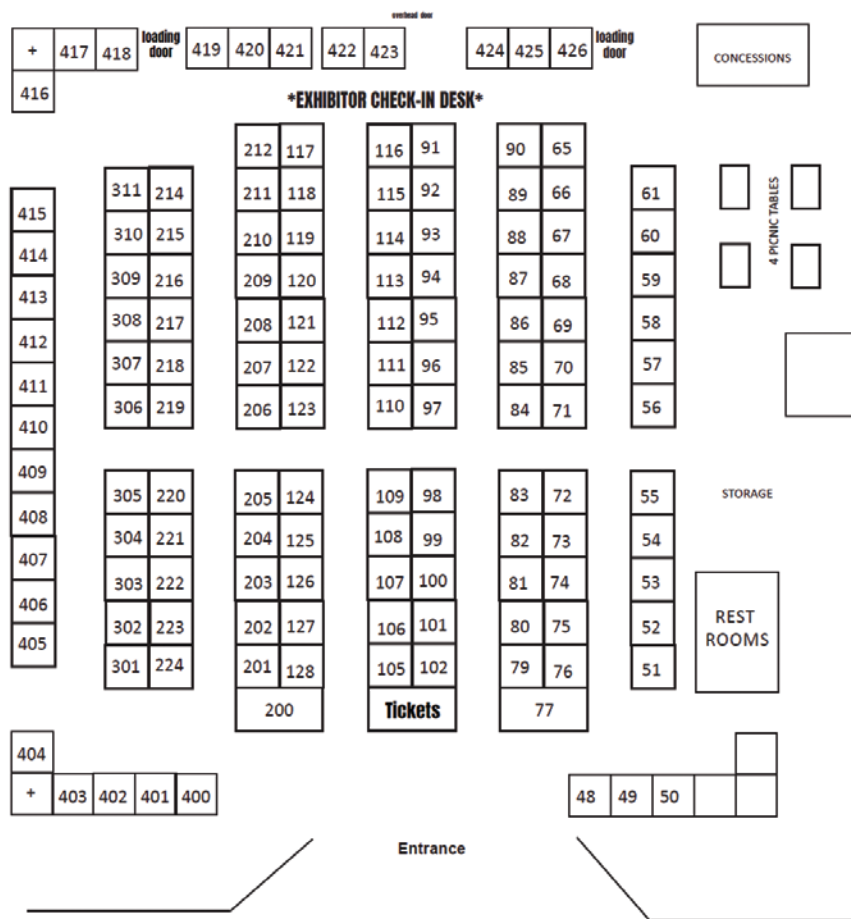 overhead door
+ 417 418 loading door 419 420 421 422 423 424 425 426 loading door
CONCESSIONS
416
*EXHIBITOR CHECK-IN DESK*
212 117 116 91 90 65
311 214 211 118 115 92 89 66 61
415
310 215 210 119 114 93 88 67 60
4 PICNIC TABLES
414
309 216 209 120 113 94 87 68 59
413
308 217 208 121 112 95 86 69 58
412
307 218 207 122 111 96 85 70 57
411
306 219 206 123 110 97 84 71 56
410
409
305 220 205 124 109 98 83 72 55
STORAGE
408
304 221 204 125 108 99 82 73 54
407
303 222 203 126 107 100 81 74 53
406
302 223 202 127 106 101 80 75 52
REST
ROOMS
405
301 224 201 128 105 102 79 76 51
200 Tickets 77
404
+ 403 402 401 400 48 49 50
Entrance